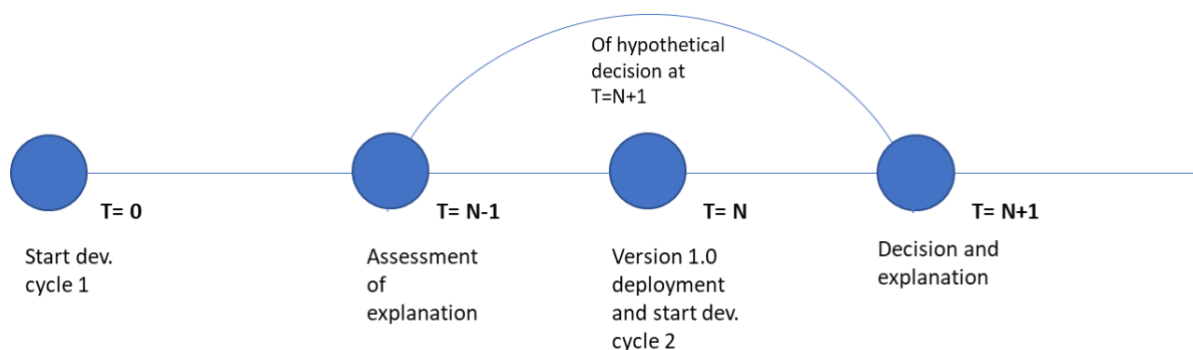 Of hypothetical
decision at
T=N+1
T= 0
T= N-1
T= N
T= N+1
Start dev.
cycle 1
Assessment
of
explanation
Version 1.0
deployment
and start dev.
cycle 2
Decision and
explanation